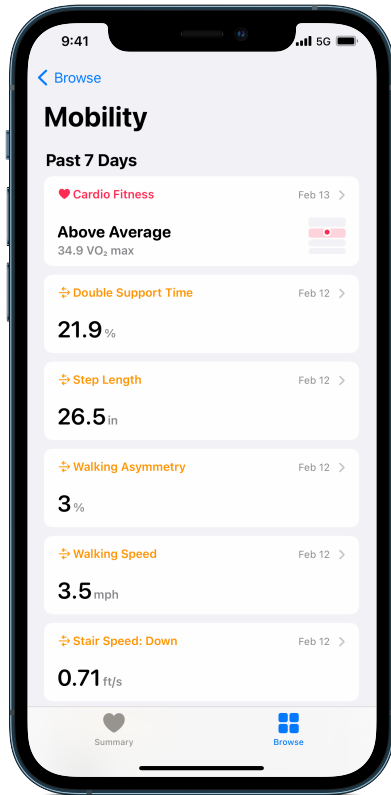 9:41
5G
Browse
Mobility
Past 7 Days
Cardio Fitness Feb 13
Above Average
34.9 VO₂ max
Double Support Time Feb 12
21.9 %
Step Length Feb 12
26.5 in
Walking Asymmetry Feb 12
3 %
Walking Speed Feb 12
3.5 mph
Stair Speed: Down Feb 12
0.71 ft/s
Summary Browse